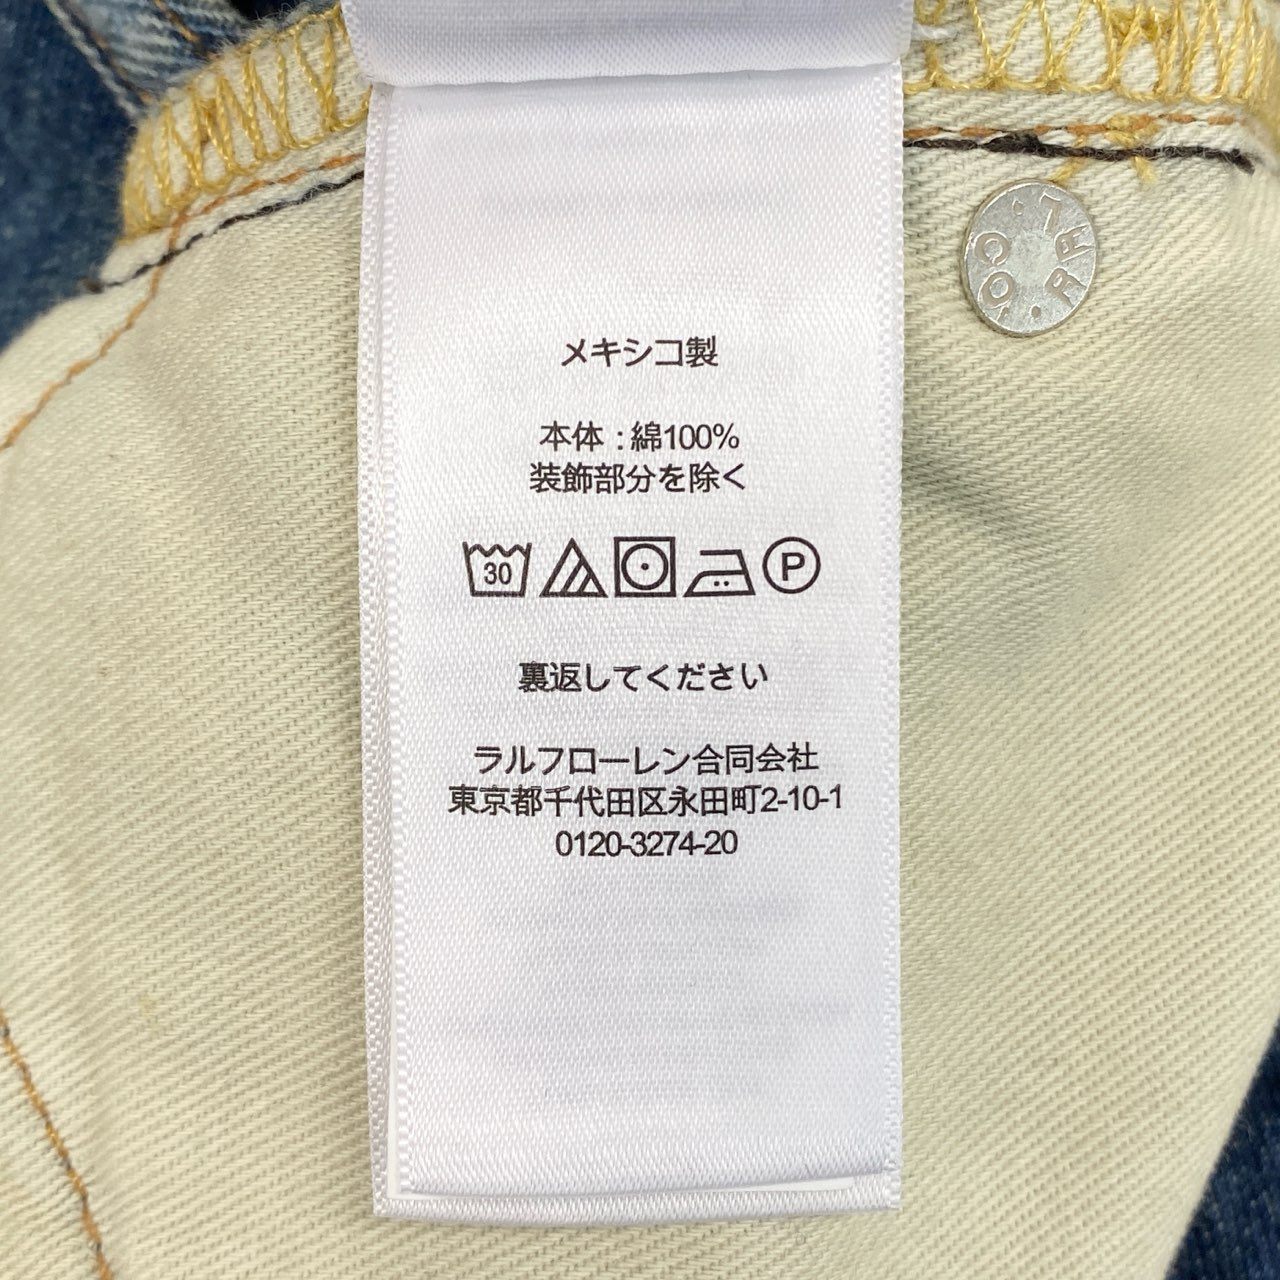 メキシコ製
本体 : 綿100%
装飾部分を除く
30
P
裏返してください
ラルフローレン合同会社
東京都千代田区永田町2-10-1
0120-3274-20